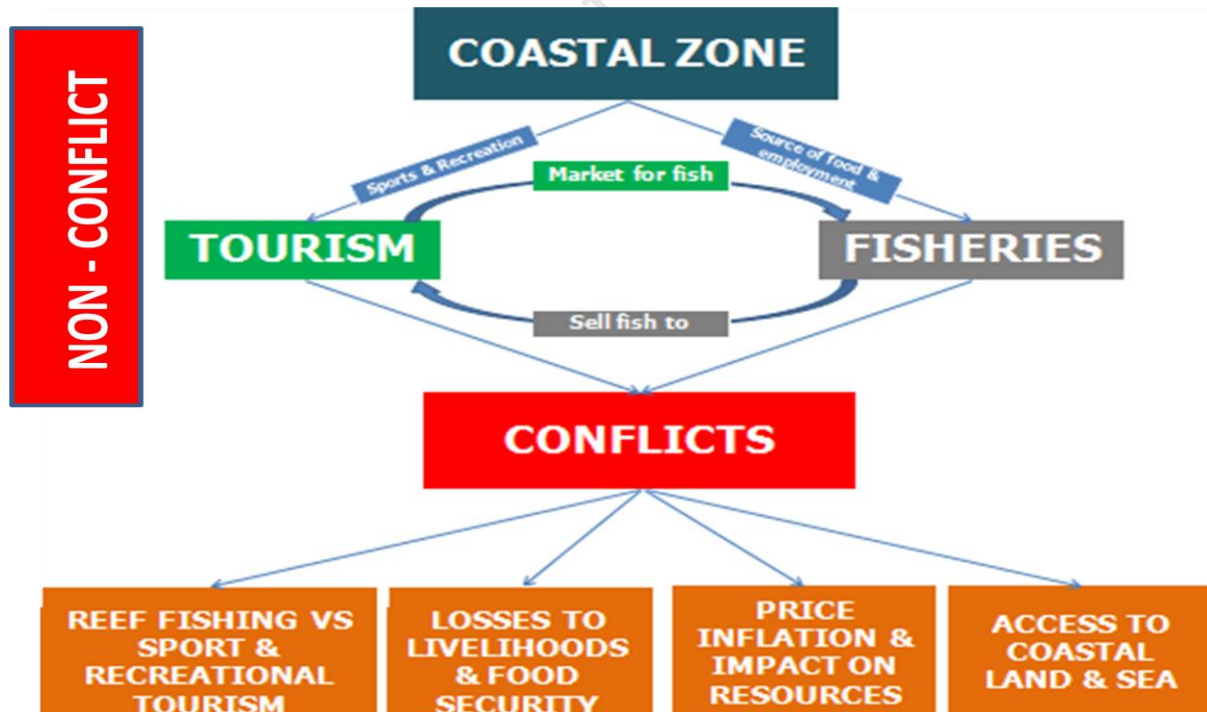 NON - CONFLICT
COASTAL ZONE
Sports & Recreation
Source of food &
employment
Market for fish
TOURISM
FISHERIES
Sell fish to
CONFLICTS
REEF FISHING VS
SPORT &
RECREATIONAL
TOURISM
LOSSES TO
LIVELIHOODS
& FOOD
SECURITY
PRICE
INFLATION &
IMPACT ON
RESOURCES
ACCESS TO
COASTAL
LAND & SEA